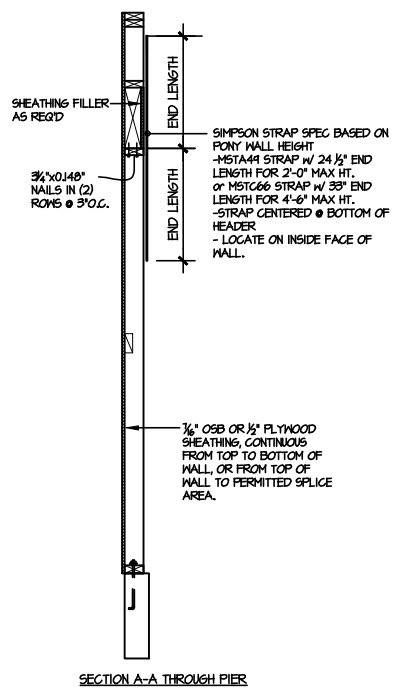 END LENGTH
SHEATHING FILLER
AS REQ'D
SIMPSON STRAP SPEC BASED ON
PONY WALL HEIGHT
-MSTA49 STRAP w/ 24 ½" END
LENGTH FOR 2'-0" MAX HT.
or MSTC66 STRAP w/ 33" END
LENGTH FOR 4'-6" MAX HT.
-STRAP CENTERED @ BOTTOM OF
HEADER
- LOCATE ON INSIDE FACE OF
WALL.
3¼"x0.148"
NAILS IN (2)
ROWS @ 3"O.C.
END LENGTH
7/16" OSB OR ½" PLYWOOD
SHEATHING, CONTINUOUS
FROM TOP TO BOTTOM OF
WALL, OR FROM TOP OF
WALL TO PERMITTED SPLICE
AREA.
SECTION A-A THROUGH PIER